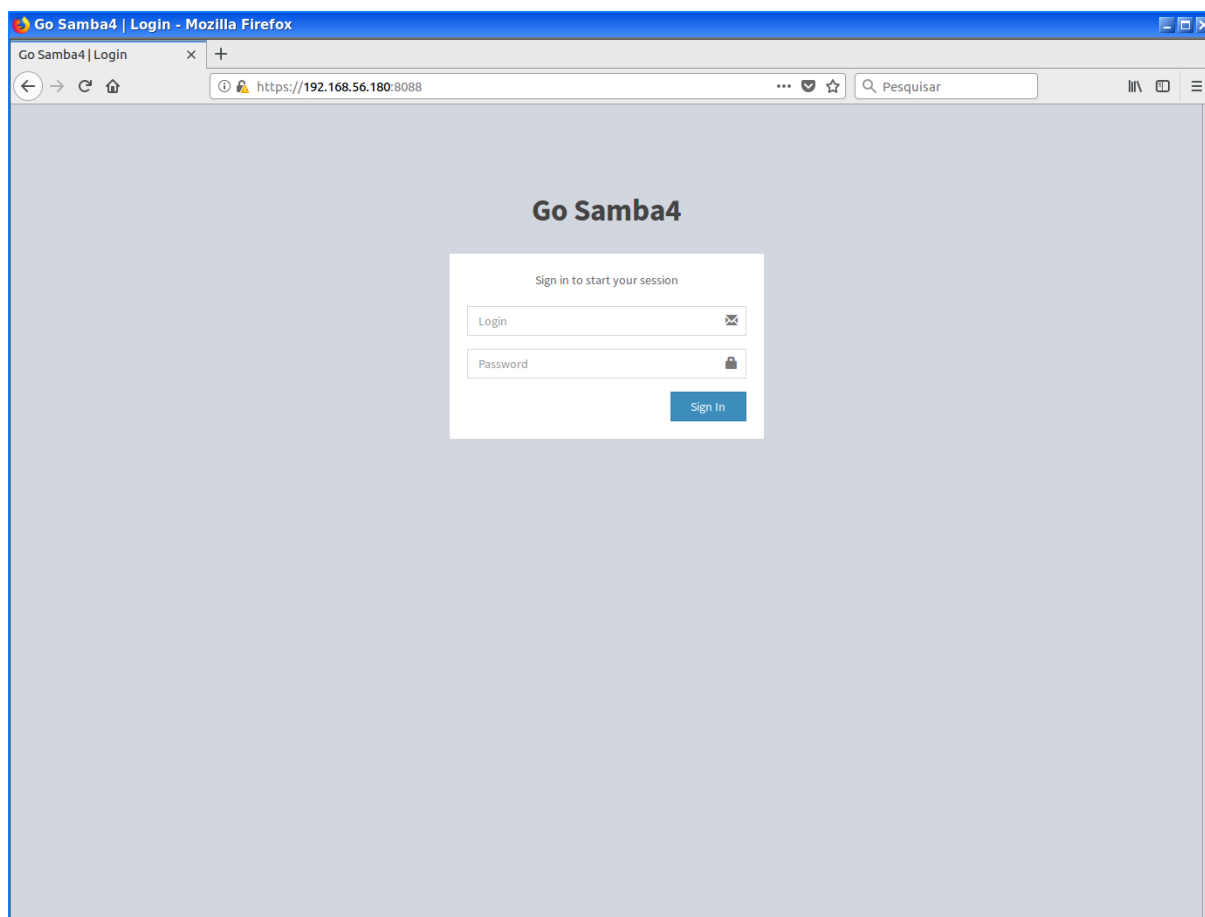 Go Samba4 | Login - Mozilla Firefox
Go Samba4 | Login
https://192.168.56.180:8088
Pesquisar
Go Samba4
Sign in to start your session
Login
Password
Sign In